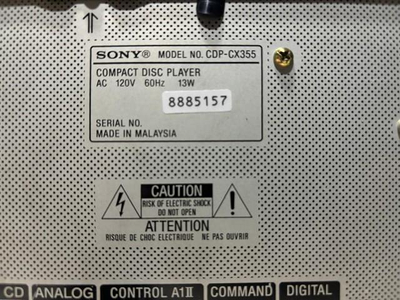 SONY® MODEL NO. CDP-CX355
COMPACT DISC PLAYER
AC 120V 60Hz 13W
8885157
SERIAL NO.
MADE IN MALAYSIA
CAUTION
RISK OF ELECTRIC SHOCK
DO NOT OPEN
ATTENTION
RISQUE DE CHOC ELECTRIQUE NE PAS OUVRIR
CD ANALOG CONTROL A1II COMMAND DIGITAL